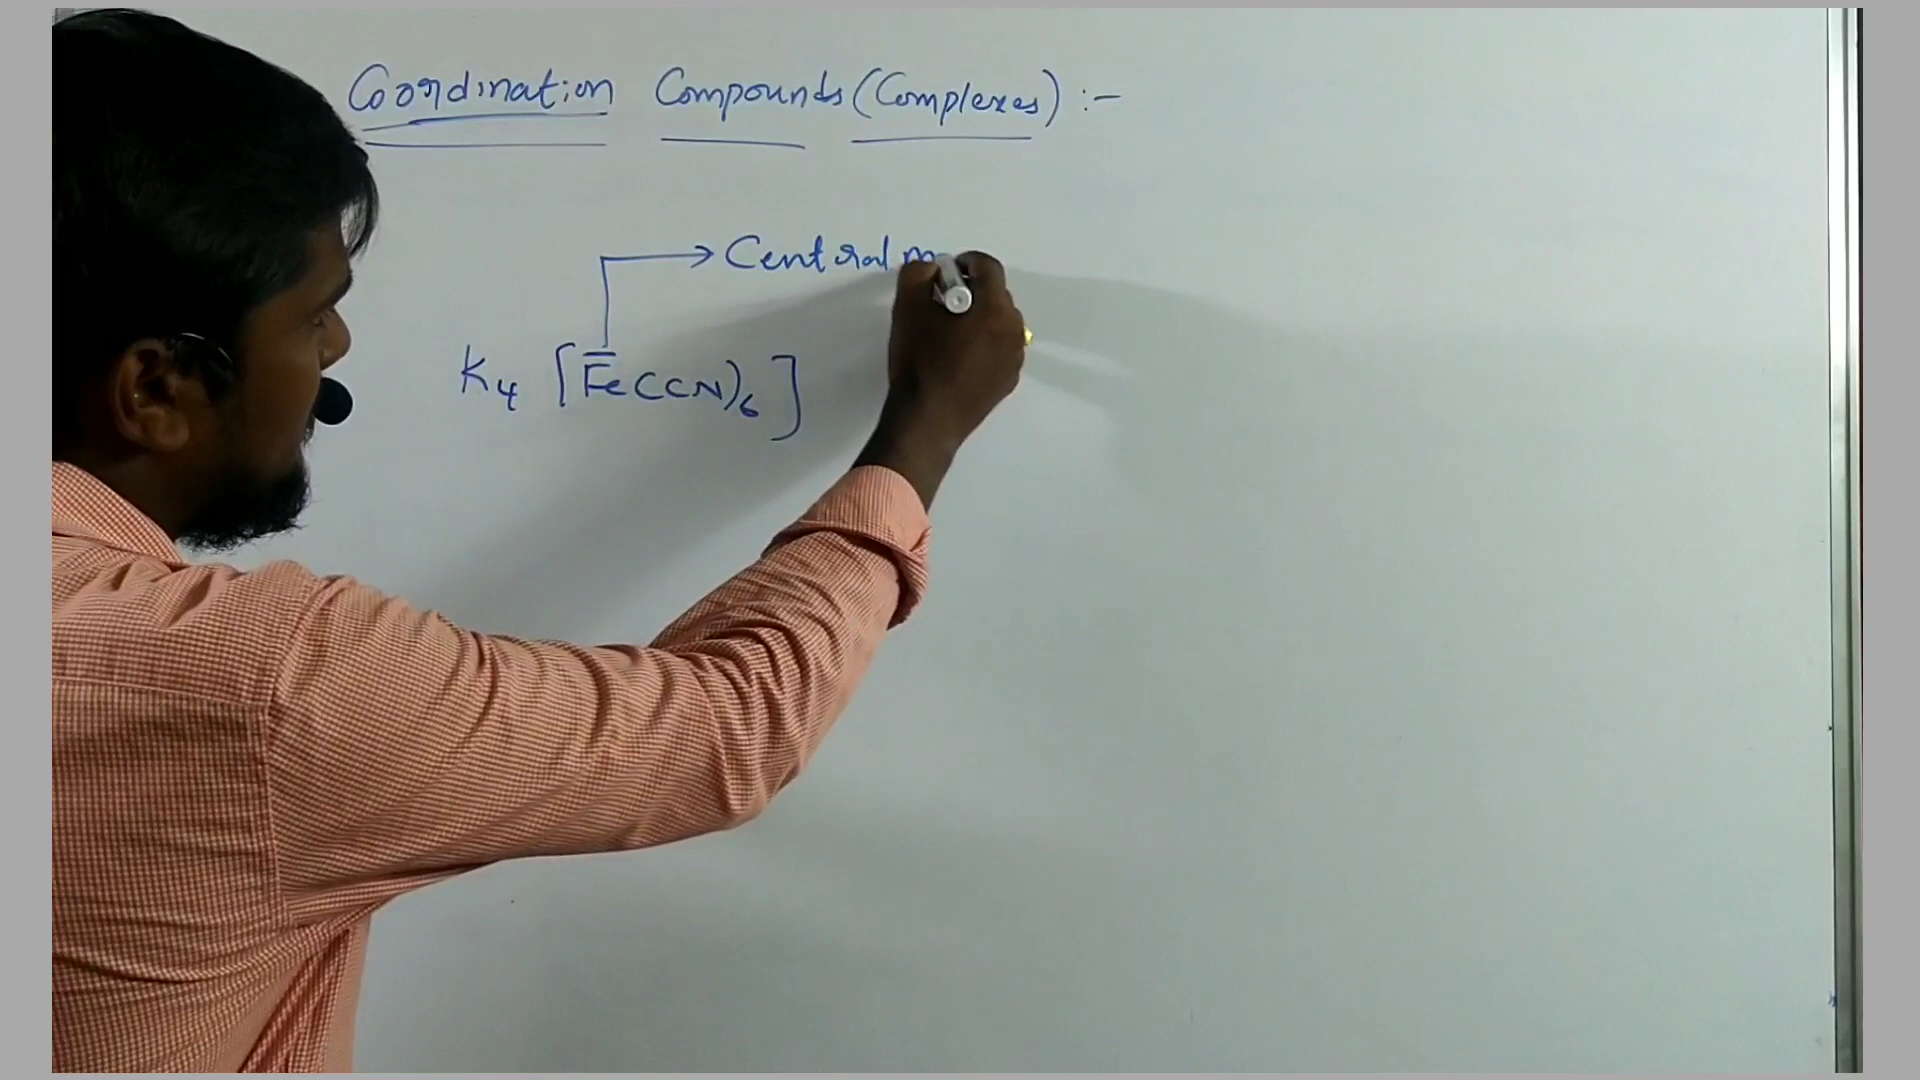 Coordination Compounds (Complexes) :-
→ Central m
K₄ [Fe(CN)₆]